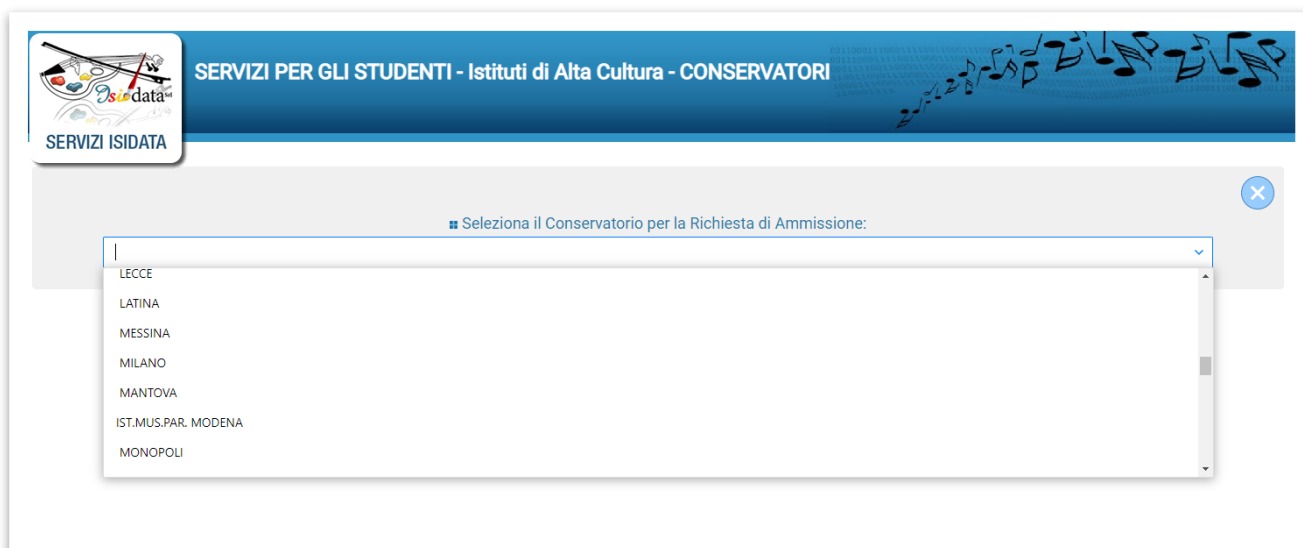 SERVIZI PER GLI STUDENTI - Istituti di Alta Cultura - CONSERVATORI
Isidata srl
SERVIZI ISIDATA
Seleziona il Conservatorio per la Richiesta di Ammissione:
LECCE
LATINA
MESSINA
MILANO
MANTOVA
IST.MUS.PAR. MODENA
MONOPOLI